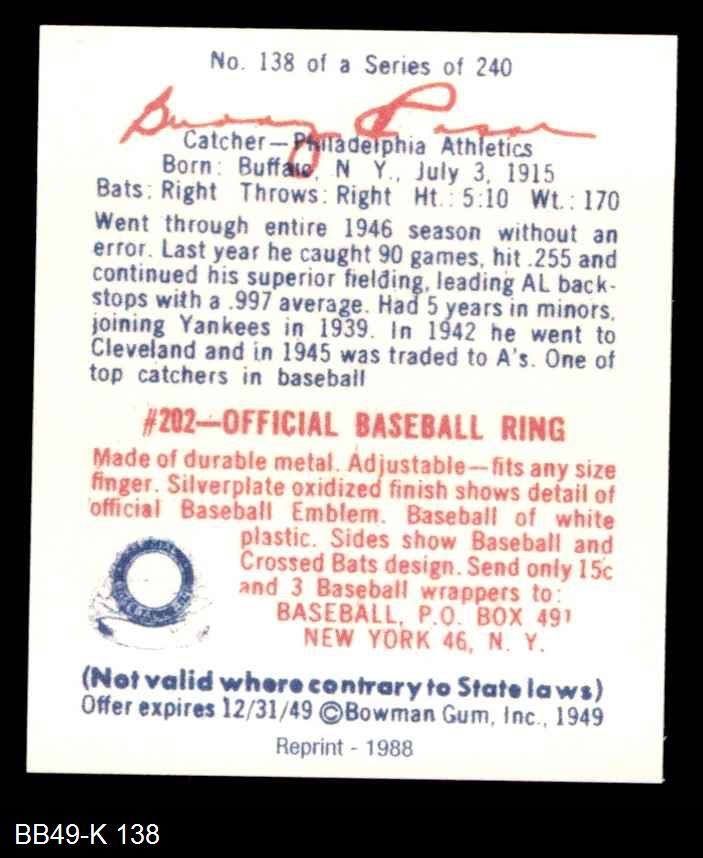 No. 138 of a Series of 240
Buddy Rosar
Catcher—Philadelphia Athletics
Born: Buffalo, N Y., July 3, 1915
Bats: Right Throws: Right Ht.: 5:10 Wt.: 170
Went through entire 1946 season without an
error. Last year he caught 90 games, hit .255 and
continued his superior fielding, leading AL back-
stops with a .997 average. Had 5 years in minors,
joining Yankees in 1939. In 1942 he went to
Cleveland and in 1945 was traded to A's. One of
top catchers in baseball
#202—OFFICIAL BASEBALL RING
Made of durable metal. Adjustable—fits any size
finger. Silverplate oxidized finish shows detail of
official Baseball Emblem. Baseball of white
plastic. Sides show Baseball and
Crossed Bats design. Send only 15c
and 3 Baseball wrappers to:
BASEBALL, P.O. BOX 491
NEW YORK 46, N. Y.
(Not valid where contrary to State laws)
Offer expires 12/31/49 ©Bowman Gum, Inc., 1949
Reprint - 1988
BB49-K 138